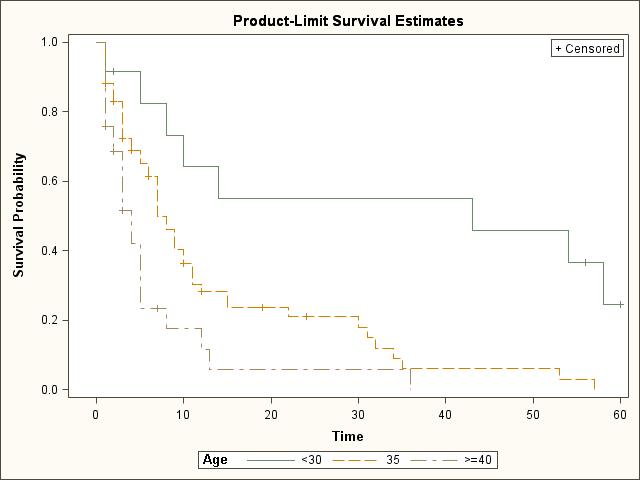 Product-Limit Survival Estimates
+ Censored
1.0
0.8
0.6
0.4
0.2
0.0
Survival Probability
0 10 20 30 40 50 60
Time
Age <30 35 >=40